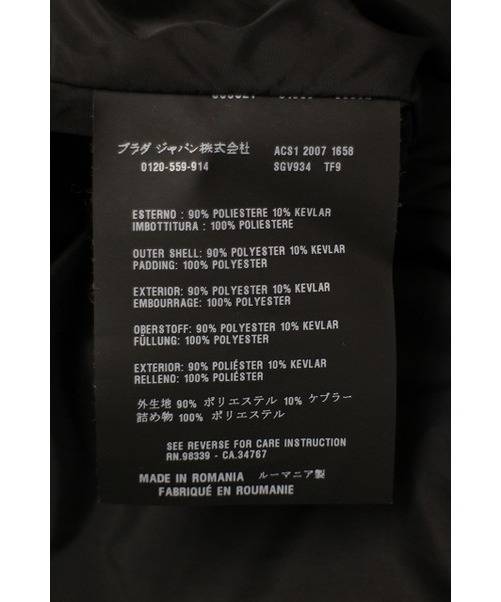 プラダ ジャパン株式会社
0120-559-914
ACS1 2007 1658
SGV934 TF9
ESTERNO : 90% POLIESTERE 10% KEVLAR
IMBOTTITURA : 100% POLIESTERE
OUTER SHELL: 90% POLYESTER 10% KEVLAR
PADDING: 100% POLYESTER
EXTERIOR: 90% POLYESTER 10% KEVLAR
EMBOURRAGE: 100% POLYESTER
OBERSTOFF: 90% POLYESTER 10% KEVLAR
FÜLLUNG: 100% POLYESTER
EXTERIOR: 90% POLIÉSTER 10% KEVLAR
RELLENO: 100% POLIÉSTER
外生地 90% ポリエステル 10% ケブラー
詰め物 100% ポリエステル
SEE REVERSE FOR CARE INSTRUCTION
RN.98339 - CA.34767
MADE IN ROMANIA ルーマニア製
FABRIQUÉ EN ROUMANIE